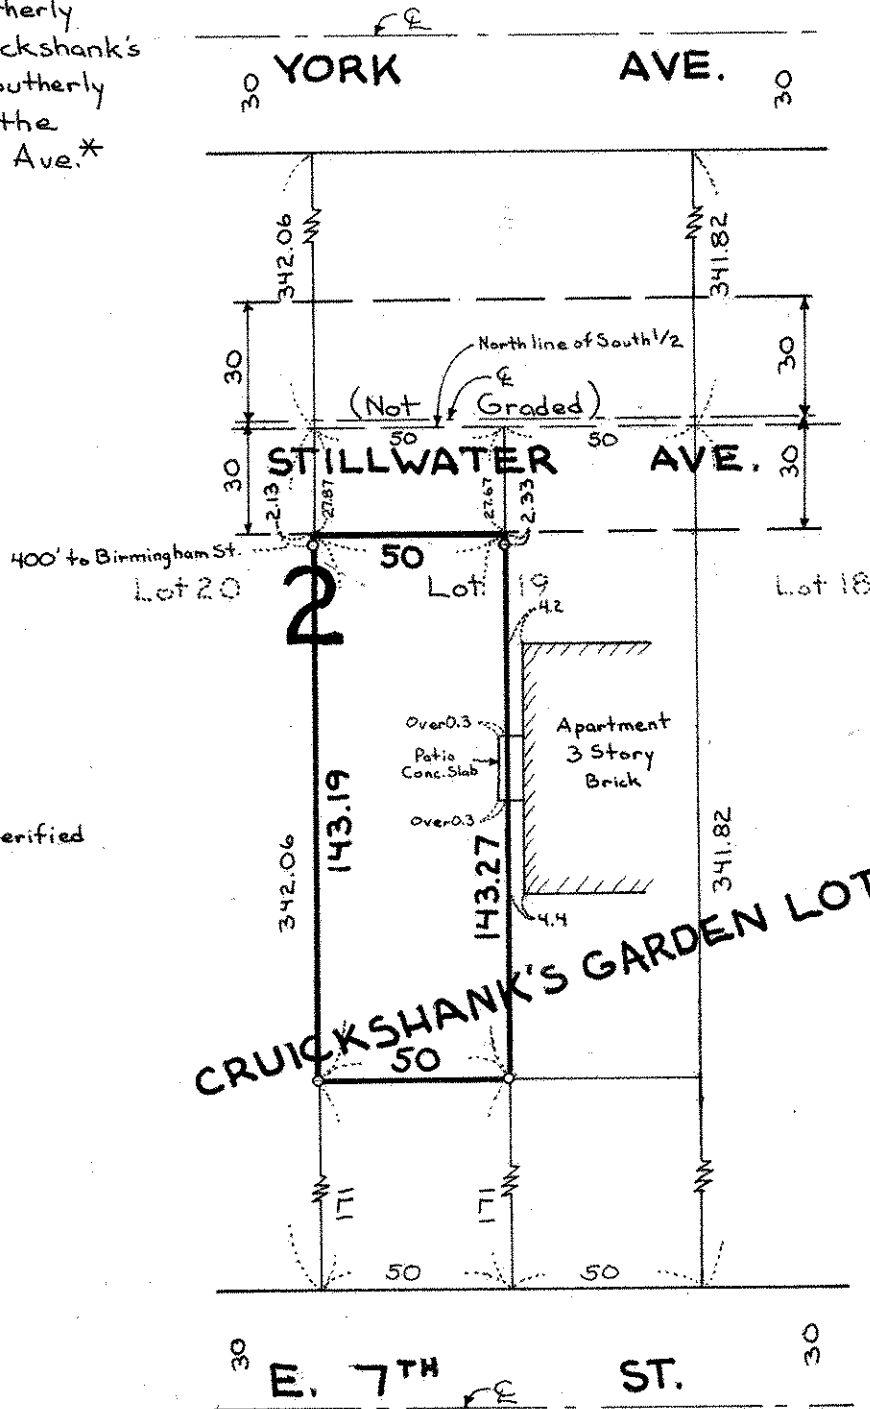 herly
ckshank's
outherly
the
Ave.*
℄
YORK AVE.
30
30
342.06
341.82
30
30
North line of South 1/2
℄
(Not Graded)
50
50
STILLWATER AVE.
30
30
2.13
27.87
27.67
2.33
400' to Birmingham St.
50
Lot 20
Lot 19
Lot 18
2
4.2
Over 0.3
Patio
Conc. Slab
Over 0.3
Apartment
3 Story
Brick
erified
342.06
143.19
143.27
341.82
4.4
CRUICKSHANK'S GARDEN LOT
50
171
171
50
50
30
30
E. 7TH ST.
℄